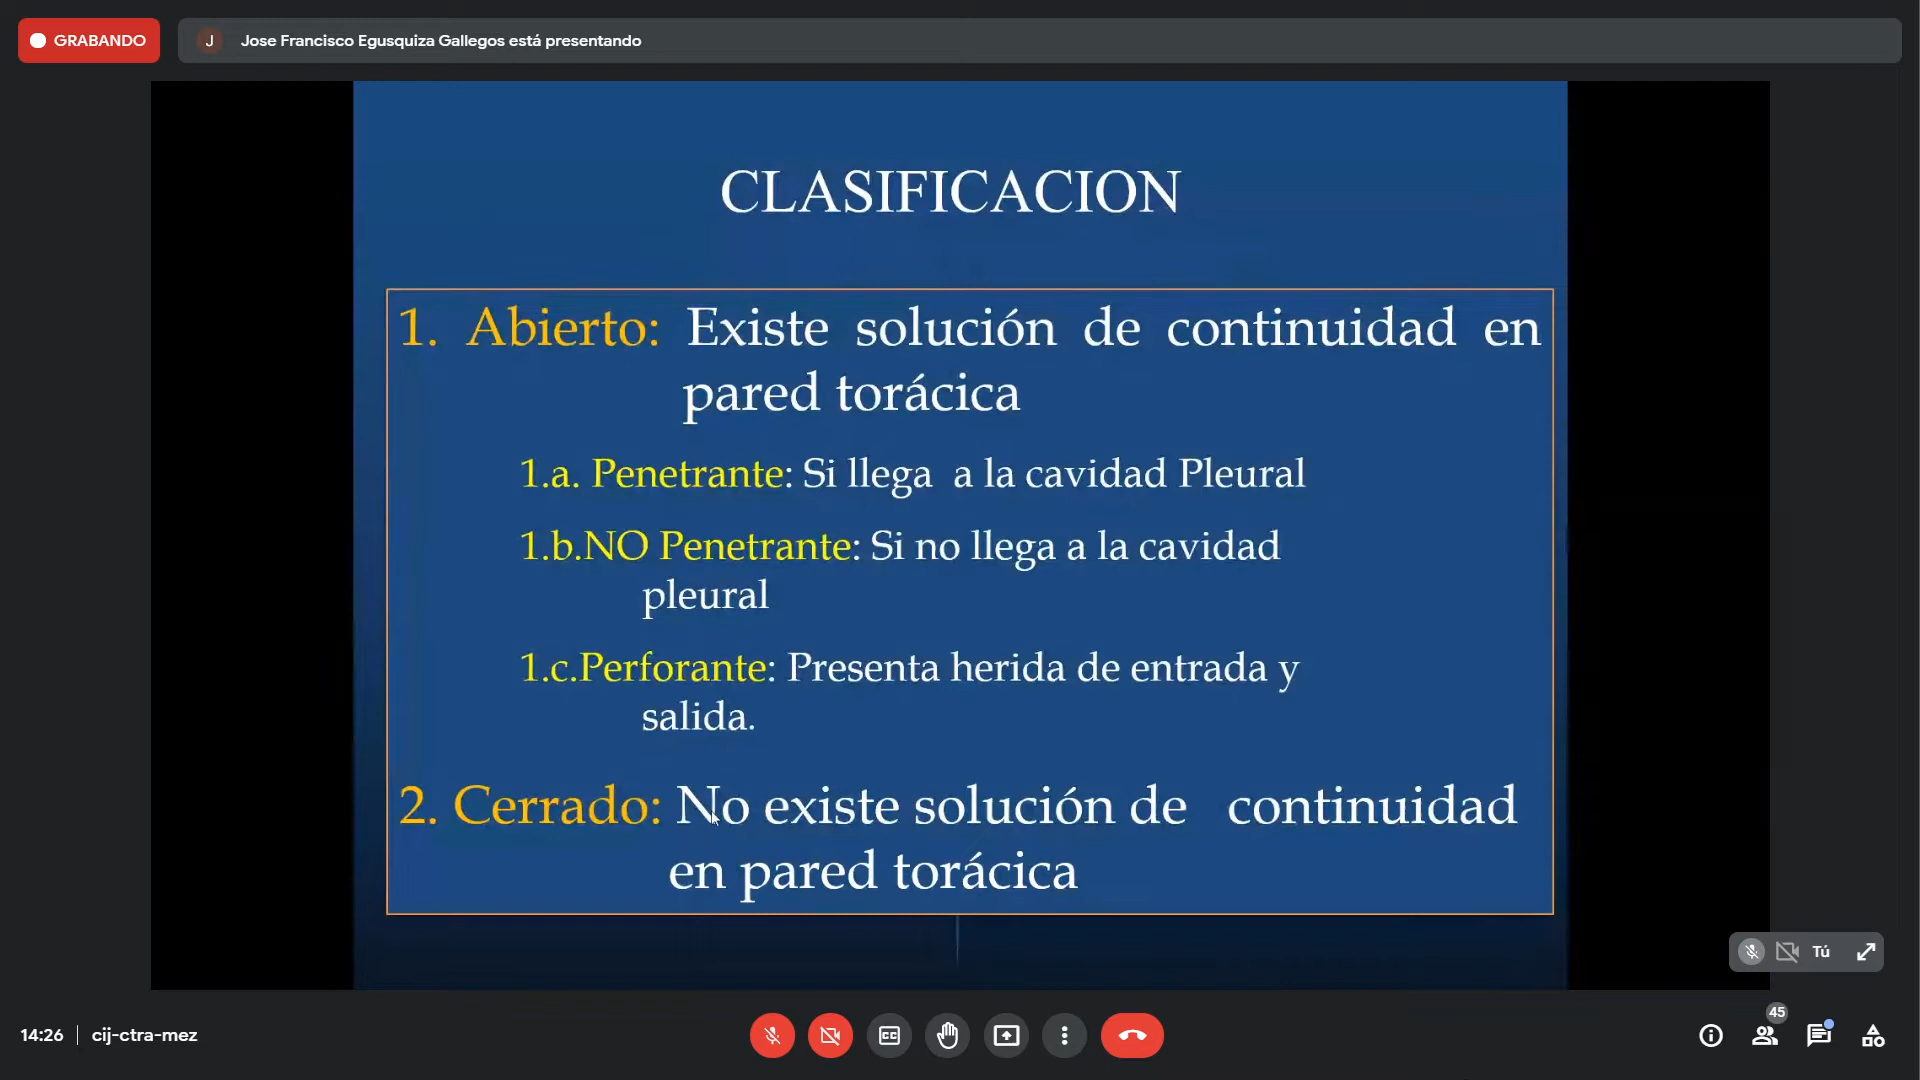 GRABANDO
J
Jose Francisco Egusquiza Gallegos está presentando
CLASIFICACION
1. Abierto: Existe solución de continuidad en
pared torácica
1.a. Penetrante: Si llega a la cavidad Pleural
1.b.NO Penetrante: Si no llega a la cavidad
pleural
1.c.Perforante: Presenta herida de entrada y
salida.
2. Cerrado: No existe solución de continuidad
en pared torácica
Tú
14:26 | cij-ctra-mez
CC
45